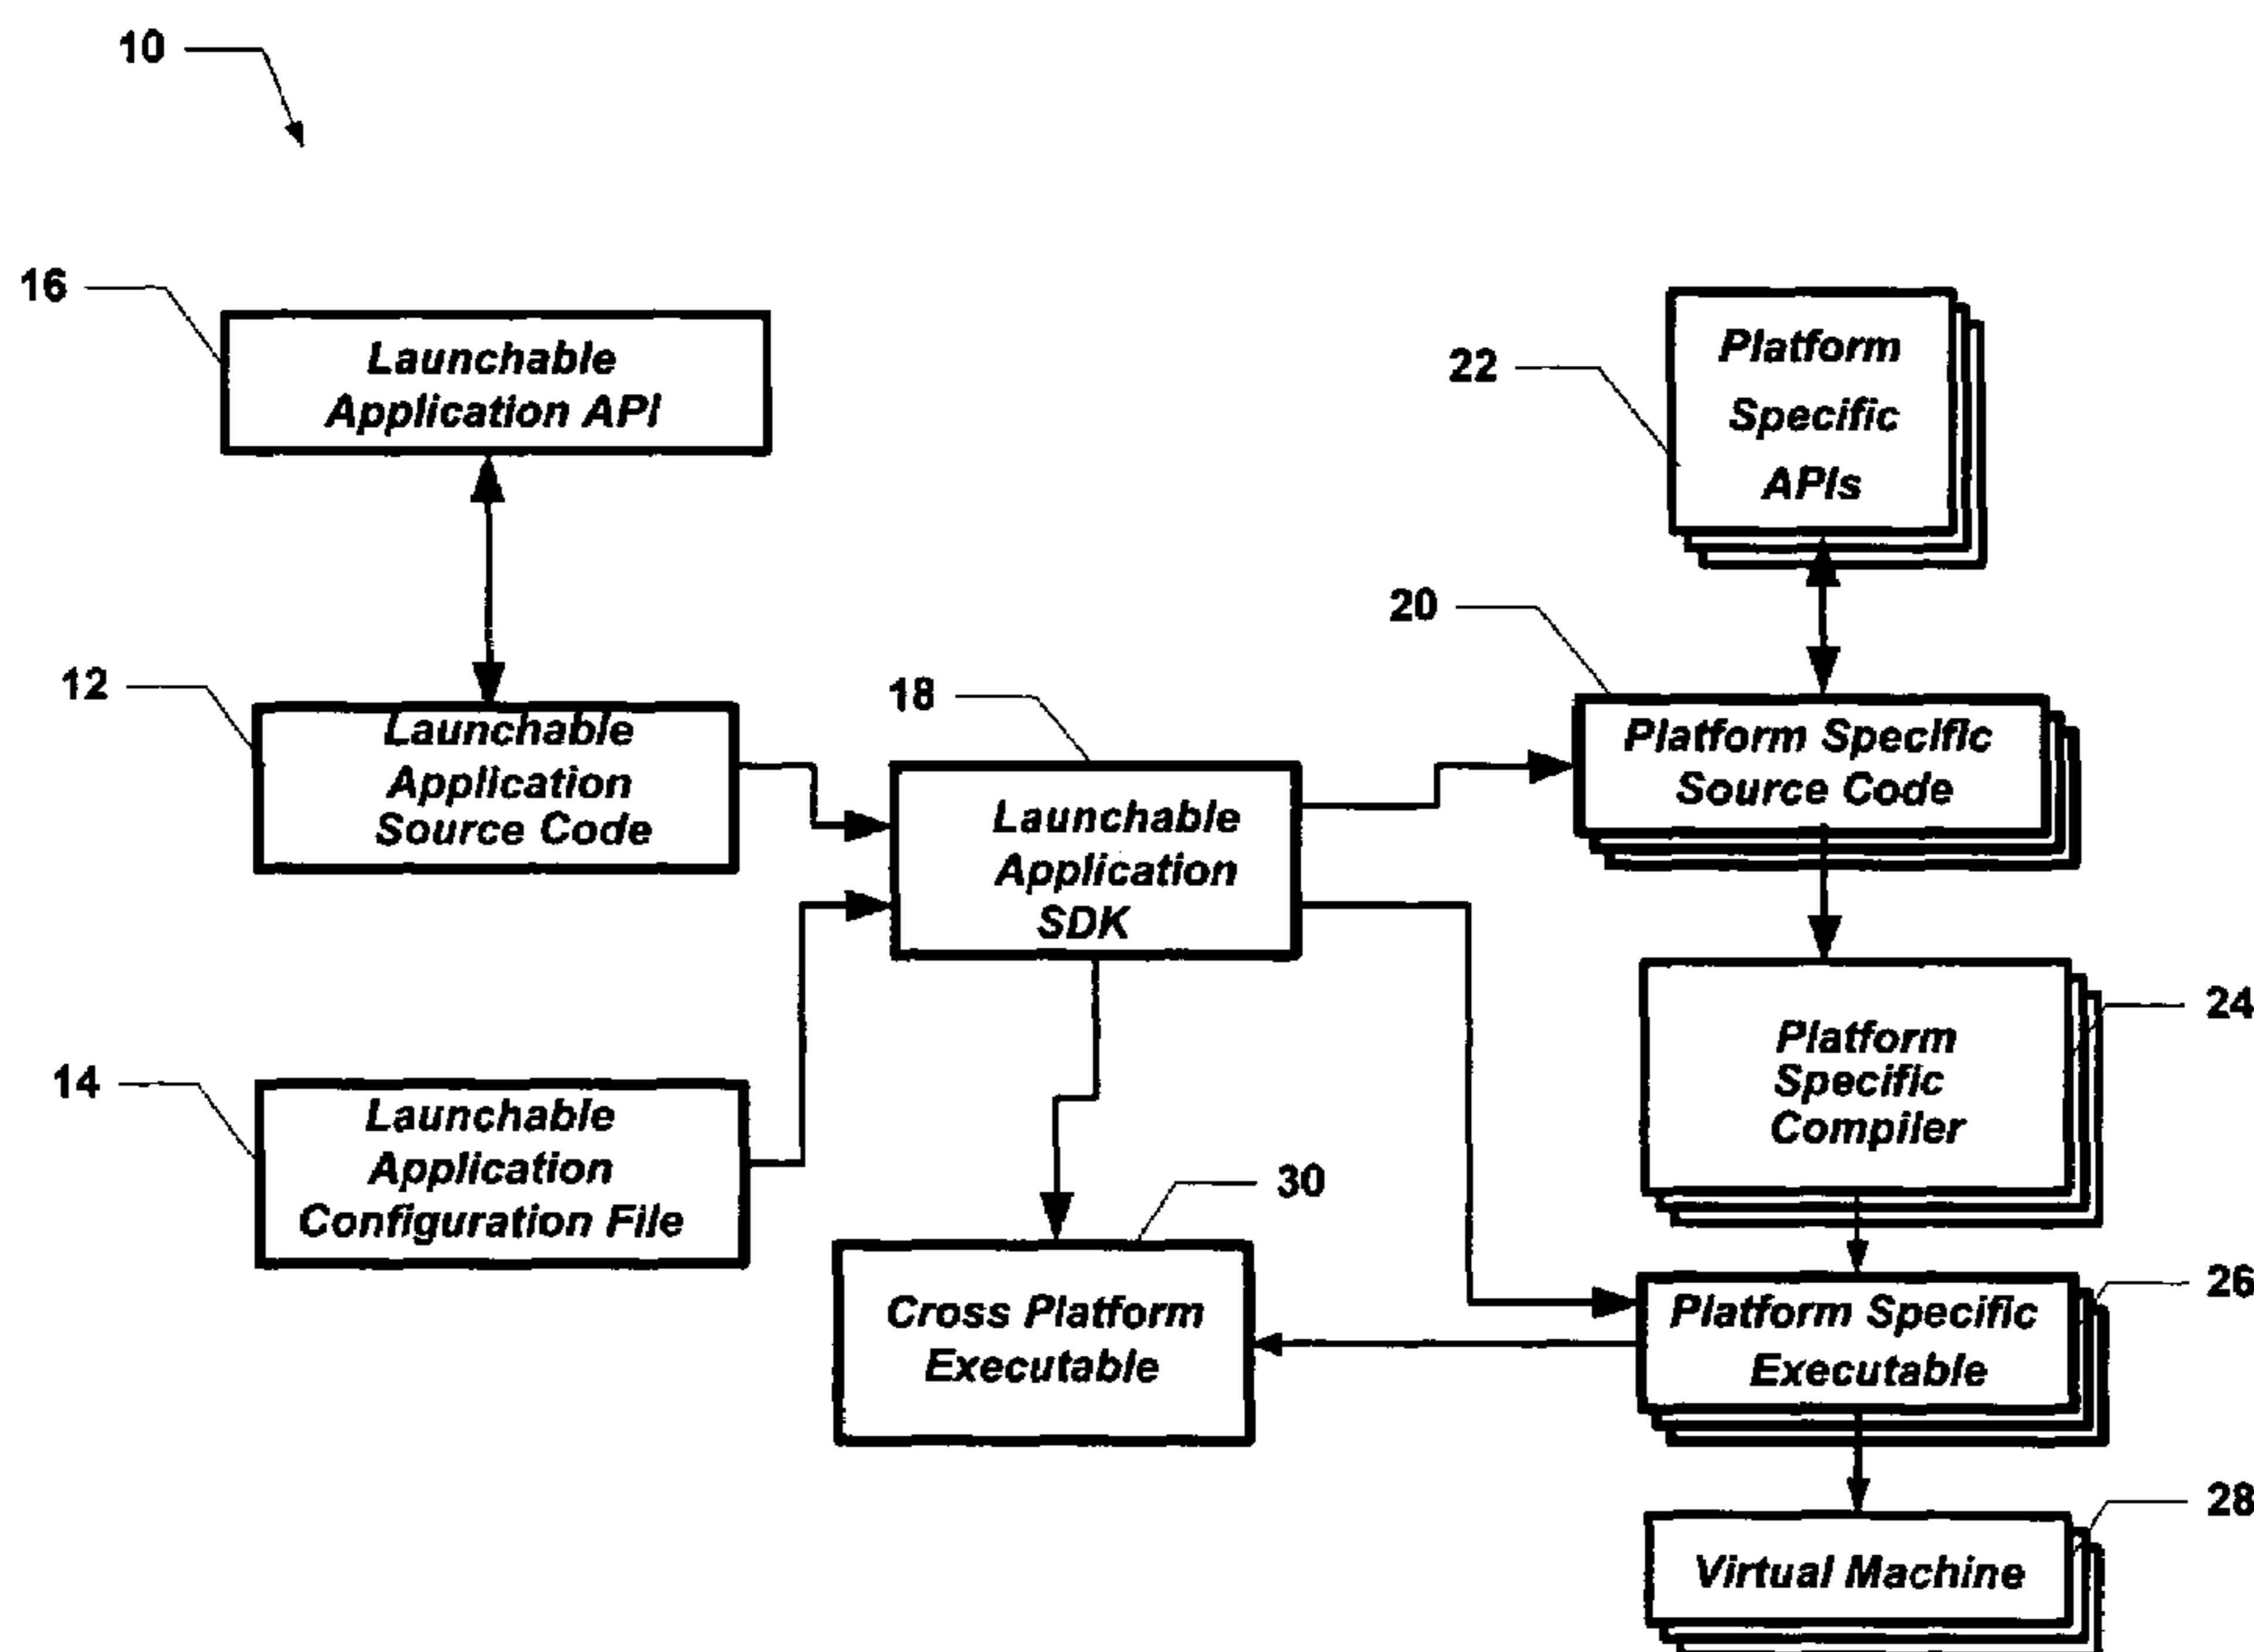 10
16
Launchable
Application API
22
Platform
Specific
APIs
20
12
Launchable
Application
Source Code
18
Launchable
Application
SDK
Platform Specific
Source Code
24
Platform
Specific
Compiler
14
Launchable
Application
Configuration File
30
Cross Platform
Executable
26
Platform Specific
Executable
28
Virtual Machine